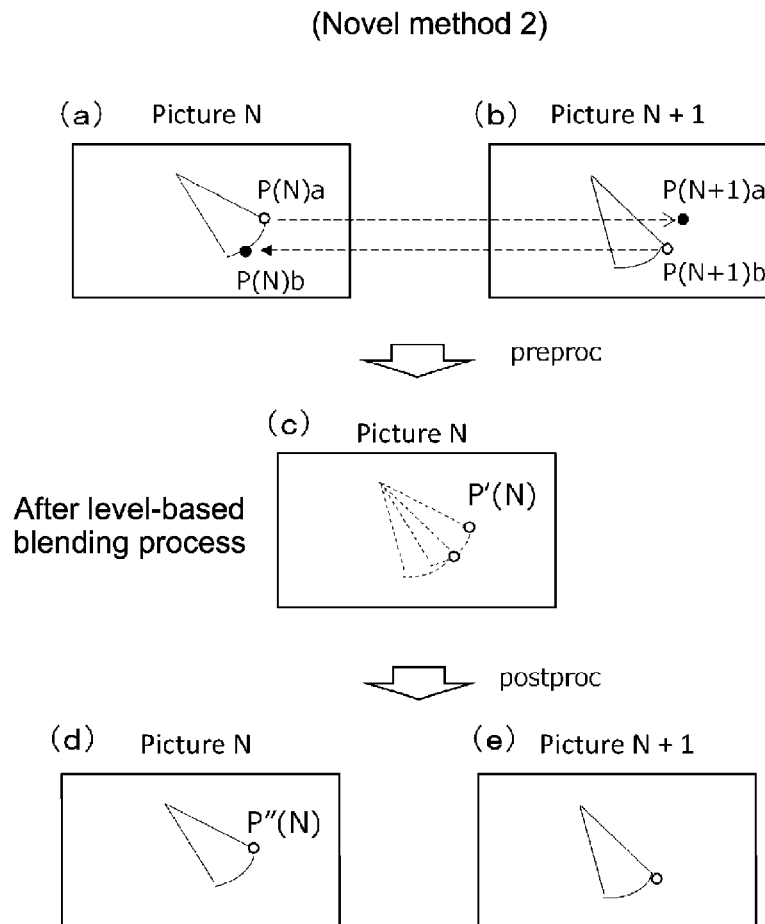 (Novel method 2)
(a) Picture N
(b) Picture N + 1
P(N)a
P(N+1)a
P(N)b
P(N+1)b
preproc
(c)
Picture N
P'(N)
After level-based
blending process
postproc
(d) Picture N
(e) Picture N + 1
P"(N)